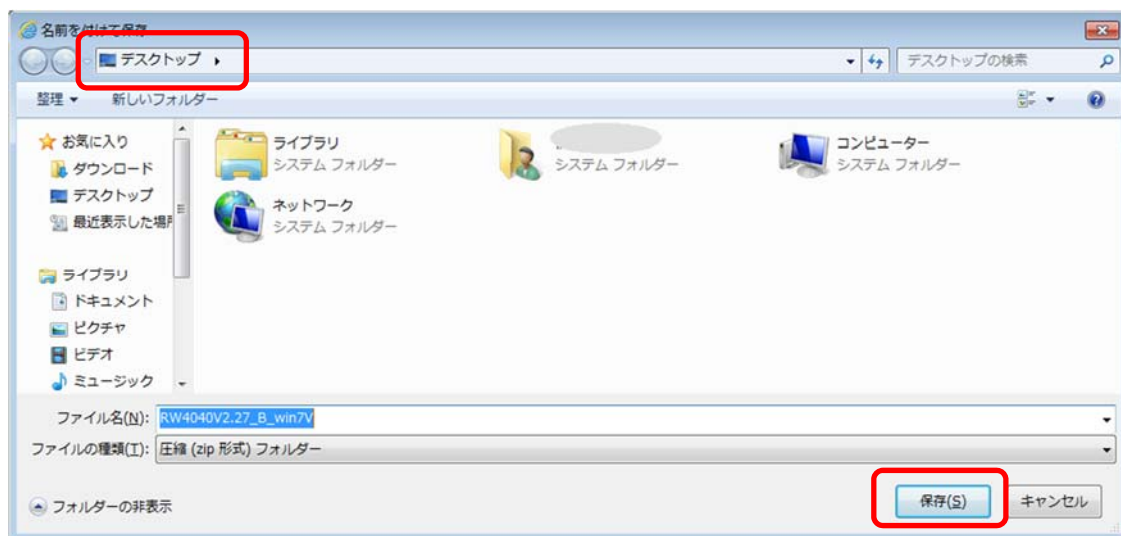 名前を付けて保存
デスクトップ
デスクトップの検索
整理 新しいフォルダー
お気に入り
ダウンロード
デスクトップ
最近表示した場所
ライブラリ
ドキュメント
ピクチャ
ビデオ
ミュージック
ライブラリ
システム フォルダー
システム フォルダー
コンピューター
システム フォルダー
ネットワーク
システム フォルダー
ファイル名(N): RW4040V2.27_B_win7V
ファイルの種類(T): 圧縮 (zip 形式) フォルダー
フォルダーの非表示
保存(S) キャンセル